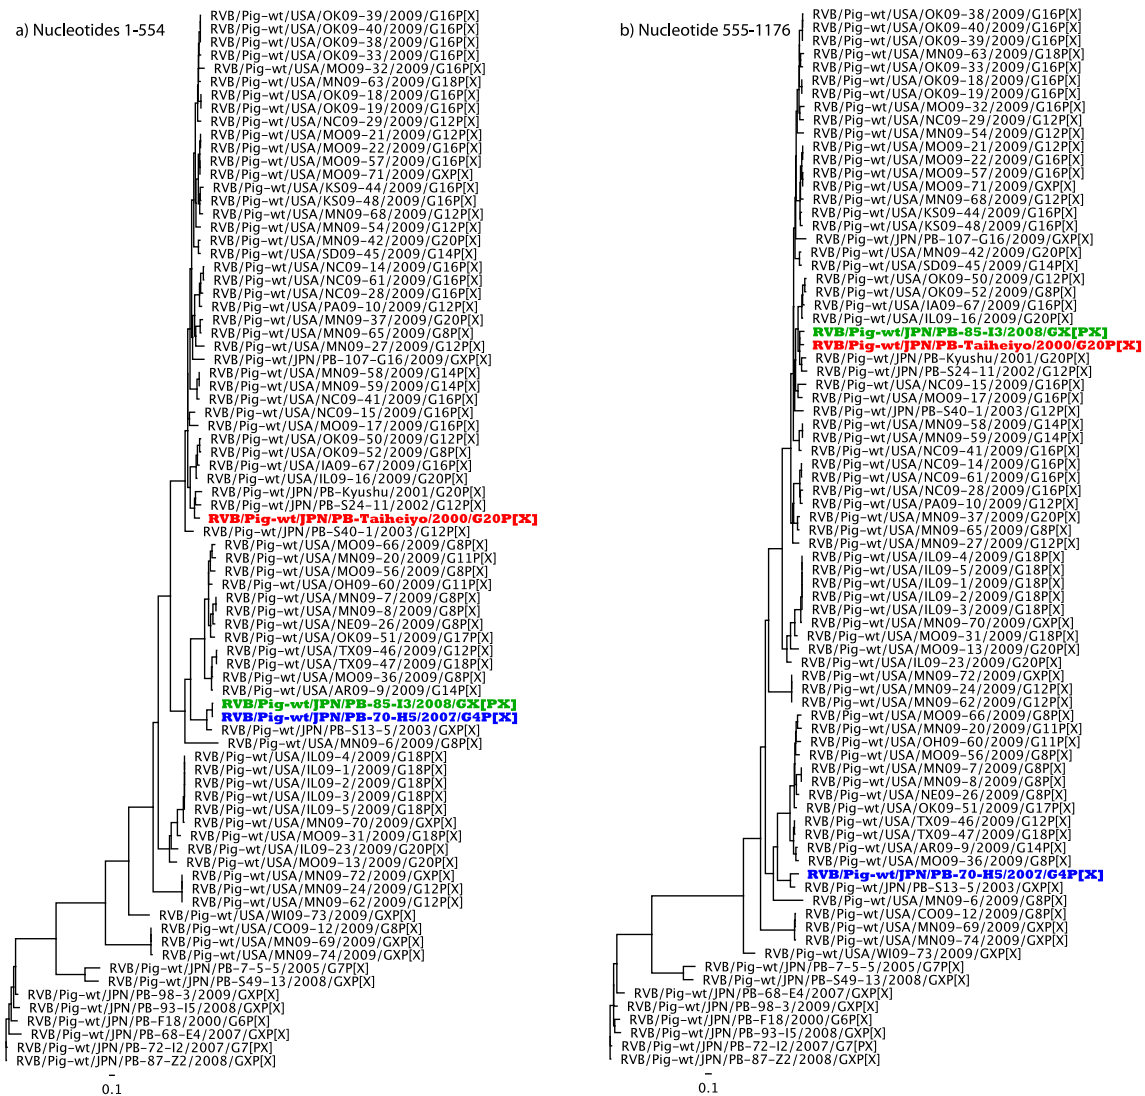 a) Nucleotides 1-554
RVB/Pig-wt/USA/OK09-39/2009/G16P[X]
RVB/Pig-wt/USA/OK09-40/2009/G16P[X]
RVB/Pig-wt/USA/OK09-38/2009/G16P[X]
RVB/Pig-wt/USA/OK09-33/2009/G16P[X]
RVB/Pig-wt/USA/MO09-32/2009/G16P[X]
RVB/Pig-wt/USA/MN09-63/2009/G18P[X]
RVB/Pig-wt/USA/OK09-18/2009/G16P[X]
RVB/Pig-wt/USA/OK09-19/2009/G16P[X]
RVB/Pig-wt/USA/NC09-29/2009/G12P[X]
RVB/Pig-wt/USA/MO09-21/2009/G12P[X]
RVB/Pig-wt/USA/MO09-22/2009/G16P[X]
RVB/Pig-wt/USA/MO09-57/2009/G16P[X]
RVB/Pig-wt/USA/MO09-71/2009/GXP[X]
RVB/Pig-wt/USA/KS09-44/2009/G16P[X]
RVB/Pig-wt/USA/KS09-48/2009/G16P[X]
RVB/Pig-wt/USA/MN09-68/2009/G12P[X]
RVB/Pig-wt/USA/MN09-54/2009/G12P[X]
RVB/Pig-wt/USA/MN09-42/2009/G20P[X]
RVB/Pig-wt/USA/SD09-45/2009/G14P[X]
RVB/Pig-wt/USA/NC09-14/2009/G16P[X]
RVB/Pig-wt/USA/NC09-61/2009/G16P[X]
RVB/Pig-wt/USA/NC09-28/2009/G16P[X]
RVB/Pig-wt/USA/PA09-10/2009/G12P[X]
RVB/Pig-wt/USA/MN09-37/2009/G20P[X]
RVB/Pig-wt/USA/MN09-65/2009/G8P[X]
RVB/Pig-wt/USA/MN09-27/2009/G12P[X]
RVB/Pig-wt/JPN/PB-107-G16/2009/GXP[X]
RVB/Pig-wt/USA/MN09-58/2009/G14P[X]
RVB/Pig-wt/USA/MN09-59/2009/G14P[X]
RVB/Pig-wt/USA/NC09-41/2009/G16P[X]
RVB/Pig-wt/USA/NC09-15/2009/G16P[X]
RVB/Pig-wt/USA/MO09-17/2009/G16P[X]
RVB/Pig-wt/USA/OK09-50/2009/G12P[X]
RVB/Pig-wt/USA/OK09-52/2009/G8P[X]
RVB/Pig-wt/USA/IA09-67/2009/G16P[X]
RVB/Pig-wt/USA/IL09-16/2009/G20P[X]
RVB/Pig-wt/JPN/PB-Kyushu/2001/G20P[X]
RVB/Pig-wt/JPN/PB-S24-11/2002/G12P[X]
RVB/Pig-wt/JPN/PB-Taiheiyo/2000/G20P[X]
RVB/Pig-wt/JPN/PB-S40-1/2003/G12P[X]
RVB/Pig-wt/USA/MO09-66/2009/G8P[X]
RVB/Pig-wt/USA/MN09-20/2009/G11P[X]
RVB/Pig-wt/USA/MO09-56/2009/G8P[X]
RVB/Pig-wt/USA/OH09-60/2009/G11P[X]
RVB/Pig-wt/USA/MN09-7/2009/G8P[X]
RVB/Pig-wt/USA/MN09-8/2009/G8P[X]
RVB/Pig-wt/USA/NE09-26/2009/G8P[X]
RVB/Pig-wt/USA/OK09-51/2009/G17P[X]
RVB/Pig-wt/USA/TX09-46/2009/G12P[X]
RVB/Pig-wt/USA/TX09-47/2009/G18P[X]
RVB/Pig-wt/USA/MO09-36/2009/G8P[X]
RVB/Pig-wt/USA/AR09-9/2009/G14P[X]
RVB/Pig-wt/JPN/PB-85-I3/2008/GX[PX]
RVB/Pig-wt/JPN/PB-70-H5/2007/G4P[X]
RVB/Pig-wt/JPN/PB-S13-5/2003/GXP[X]
RVB/Pig-wt/USA/MN09-6/2009/G8P[X]
RVB/Pig-wt/USA/IL09-4/2009/G18P[X]
RVB/Pig-wt/USA/IL09-1/2009/G18P[X]
RVB/Pig-wt/USA/IL09-2/2009/G18P[X]
RVB/Pig-wt/USA/IL09-3/2009/G18P[X]
RVB/Pig-wt/USA/IL09-5/2009/G18P[X]
RVB/Pig-wt/USA/MN09-70/2009/GXP[X]
RVB/Pig-wt/USA/MO09-31/2009/G18P[X]
RVB/Pig-wt/USA/IL09-23/2009/G20P[X]
RVB/Pig-wt/USA/MO09-13/2009/G20P[X]
RVB/Pig-wt/USA/MN09-72/2009/GXP[X]
RVB/Pig-wt/USA/MN09-24/2009/G12P[X]
RVB/Pig-wt/USA/MN09-62/2009/G12P[X]
RVB/Pig-wt/USA/WI09-73/2009/GXP[X]
RVB/Pig-wt/USA/CO09-12/2009/G8P[X]
RVB/Pig-wt/USA/MN09-69/2009/GXP[X]
RVB/Pig-wt/USA/MN09-74/2009/GXP[X]
RVB/Pig-wt/JPN/PB-7-5-5/2005/G7P[X]
RVB/Pig-wt/JPN/PB-S49-13/2008/GXP[X]
RVB/Pig-wt/JPN/PB-98-3/2009/GXP[X]
RVB/Pig-wt/JPN/PB-93-I5/2008/GXP[X]
RVB/Pig-wt/JPN/PB-F18/2000/G6P[X]
RVB/Pig-wt/JPN/PB-68-E4/2007/GXP[X]
RVB/Pig-wt/JPN/PB-72-I2/2007/G7[PX]
RVB/Pig-wt/JPN/PB-87-Z2/2008/GXP[X]
0.1
b) Nucleotide 555-1176
RVB/Pig-wt/USA/OK09-38/2009/G16P[X]
RVB/Pig-wt/USA/OK09-40/2009/G16P[X]
RVB/Pig-wt/USA/OK09-39/2009/G16P[X]
RVB/Pig-wt/USA/MN09-63/2009/G18P[X]
RVB/Pig-wt/USA/OK09-33/2009/G16P[X]
RVB/Pig-wt/USA/OK09-18/2009/G16P[X]
RVB/Pig-wt/USA/OK09-19/2009/G16P[X]
RVB/Pig-wt/USA/MO09-32/2009/G16P[X]
RVB/Pig-wt/USA/NC09-29/2009/G12P[X]
RVB/Pig-wt/USA/MN09-54/2009/G12P[X]
RVB/Pig-wt/USA/MO09-21/2009/G12P[X]
RVB/Pig-wt/USA/MO09-22/2009/G16P[X]
RVB/Pig-wt/USA/MO09-57/2009/G16P[X]
RVB/Pig-wt/USA/MO09-71/2009/GXP[X]
RVB/Pig-wt/USA/MN09-68/2009/G12P[X]
RVB/Pig-wt/USA/KS09-44/2009/G16P[X]
RVB/Pig-wt/USA/KS09-48/2009/G16P[X]
RVB/Pig-wt/JPN/PB-107-G16/2009/GXP[X]
RVB/Pig-wt/USA/MN09-42/2009/G20P[X]
RVB/Pig-wt/USA/SD09-45/2009/G14P[X]
RVB/Pig-wt/USA/OK09-50/2009/G12P[X]
RVB/Pig-wt/USA/OK09-52/2009/G8P[X]
RVB/Pig-wt/USA/IA09-67/2009/G16P[X]
RVB/Pig-wt/USA/IL09-16/2009/G20P[X]
RVB/Pig-wt/JPN/PB-85-I3/2008/GX[PX]
RVB/Pig-wt/JPN/PB-Taiheiyo/2000/G20P[X]
RVB/Pig-wt/JPN/PB-Kyushu/2001/G20P[X]
RVB/Pig-wt/JPN/PB-S24-11/2002/G12P[X]
RVB/Pig-wt/USA/NC09-15/2009/G16P[X]
RVB/Pig-wt/USA/MO09-17/2009/G16P[X]
RVB/Pig-wt/JPN/PB-S40-1/2003/G12P[X]
RVB/Pig-wt/USA/MN09-58/2009/G14P[X]
RVB/Pig-wt/USA/MN09-59/2009/G14P[X]
RVB/Pig-wt/USA/NC09-41/2009/G16P[X]
RVB/Pig-wt/USA/NC09-14/2009/G16P[X]
RVB/Pig-wt/USA/NC09-61/2009/G16P[X]
RVB/Pig-wt/USA/NC09-28/2009/G16P[X]
RVB/Pig-wt/USA/PA09-10/2009/G12P[X]
RVB/Pig-wt/USA/MN09-37/2009/G20P[X]
RVB/Pig-wt/USA/MN09-65/2009/G8P[X]
RVB/Pig-wt/USA/MN09-27/2009/G12P[X]
RVB/Pig-wt/USA/IL09-4/2009/G18P[X]
RVB/Pig-wt/USA/IL09-5/2009/G18P[X]
RVB/Pig-wt/USA/IL09-1/2009/G18P[X]
RVB/Pig-wt/USA/IL09-2/2009/G18P[X]
RVB/Pig-wt/USA/IL09-3/2009/G18P[X]
RVB/Pig-wt/USA/MN09-70/2009/GXP[X]
RVB/Pig-wt/USA/MO09-31/2009/G18P[X]
RVB/Pig-wt/USA/MO09-13/2009/G20P[X]
RVB/Pig-wt/USA/IL09-23/2009/G20P[X]
RVB/Pig-wt/USA/MN09-72/2009/GXP[X]
RVB/Pig-wt/USA/MN09-24/2009/G12P[X]
RVB/Pig-wt/USA/MN09-62/2009/G12P[X]
RVB/Pig-wt/USA/MO09-66/2009/G8P[X]
RVB/Pig-wt/USA/MN09-20/2009/G11P[X]
RVB/Pig-wt/USA/OH09-60/2009/G11P[X]
RVB/Pig-wt/USA/MO09-56/2009/G8P[X]
RVB/Pig-wt/USA/MN09-7/2009/G8P[X]
RVB/Pig-wt/USA/MN09-8/2009/G8P[X]
RVB/Pig-wt/USA/NE09-26/2009/G8P[X]
RVB/Pig-wt/USA/OK09-51/2009/G17P[X]
RVB/Pig-wt/USA/TX09-46/2009/G12P[X]
RVB/Pig-wt/USA/TX09-47/2009/G18P[X]
RVB/Pig-wt/USA/AR09-9/2009/G14P[X]
RVB/Pig-wt/USA/MO09-36/2009/G8P[X]
RVB/Pig-wt/JPN/PB-70-H5/2007/G4P[X]
RVB/Pig-wt/JPN/PB-S13-5/2003/GXP[X]
RVB/Pig-wt/USA/MN09-6/2009/G8P[X]
RVB/Pig-wt/USA/CO09-12/2009/G8P[X]
RVB/Pig-wt/USA/MN09-69/2009/GXP[X]
RVB/Pig-wt/USA/MN09-74/2009/GXP[X]
RVB/Pig-wt/USA/WI09-73/2009/GXP[X]
RVB/Pig-wt/JPN/PB-7-5-5/2005/G7P[X]
RVB/Pig-wt/JPN/PB-S49-13/2008/GXP[X]
RVB/Pig-wt/JPN/PB-68-E4/2007/GXP[X]
RVB/Pig-wt/JPN/PB-98-3/2009/GXP[X]
RVB/Pig-wt/JPN/PB-F18/2000/G6P[X]
RVB/Pig-wt/JPN/PB-93-I5/2008/GXP[X]
RVB/Pig-wt/JPN/PB-72-I2/2007/G7[PX]
RVB/Pig-wt/JPN/PB-87-Z2/2008/GXP[X]
0.1